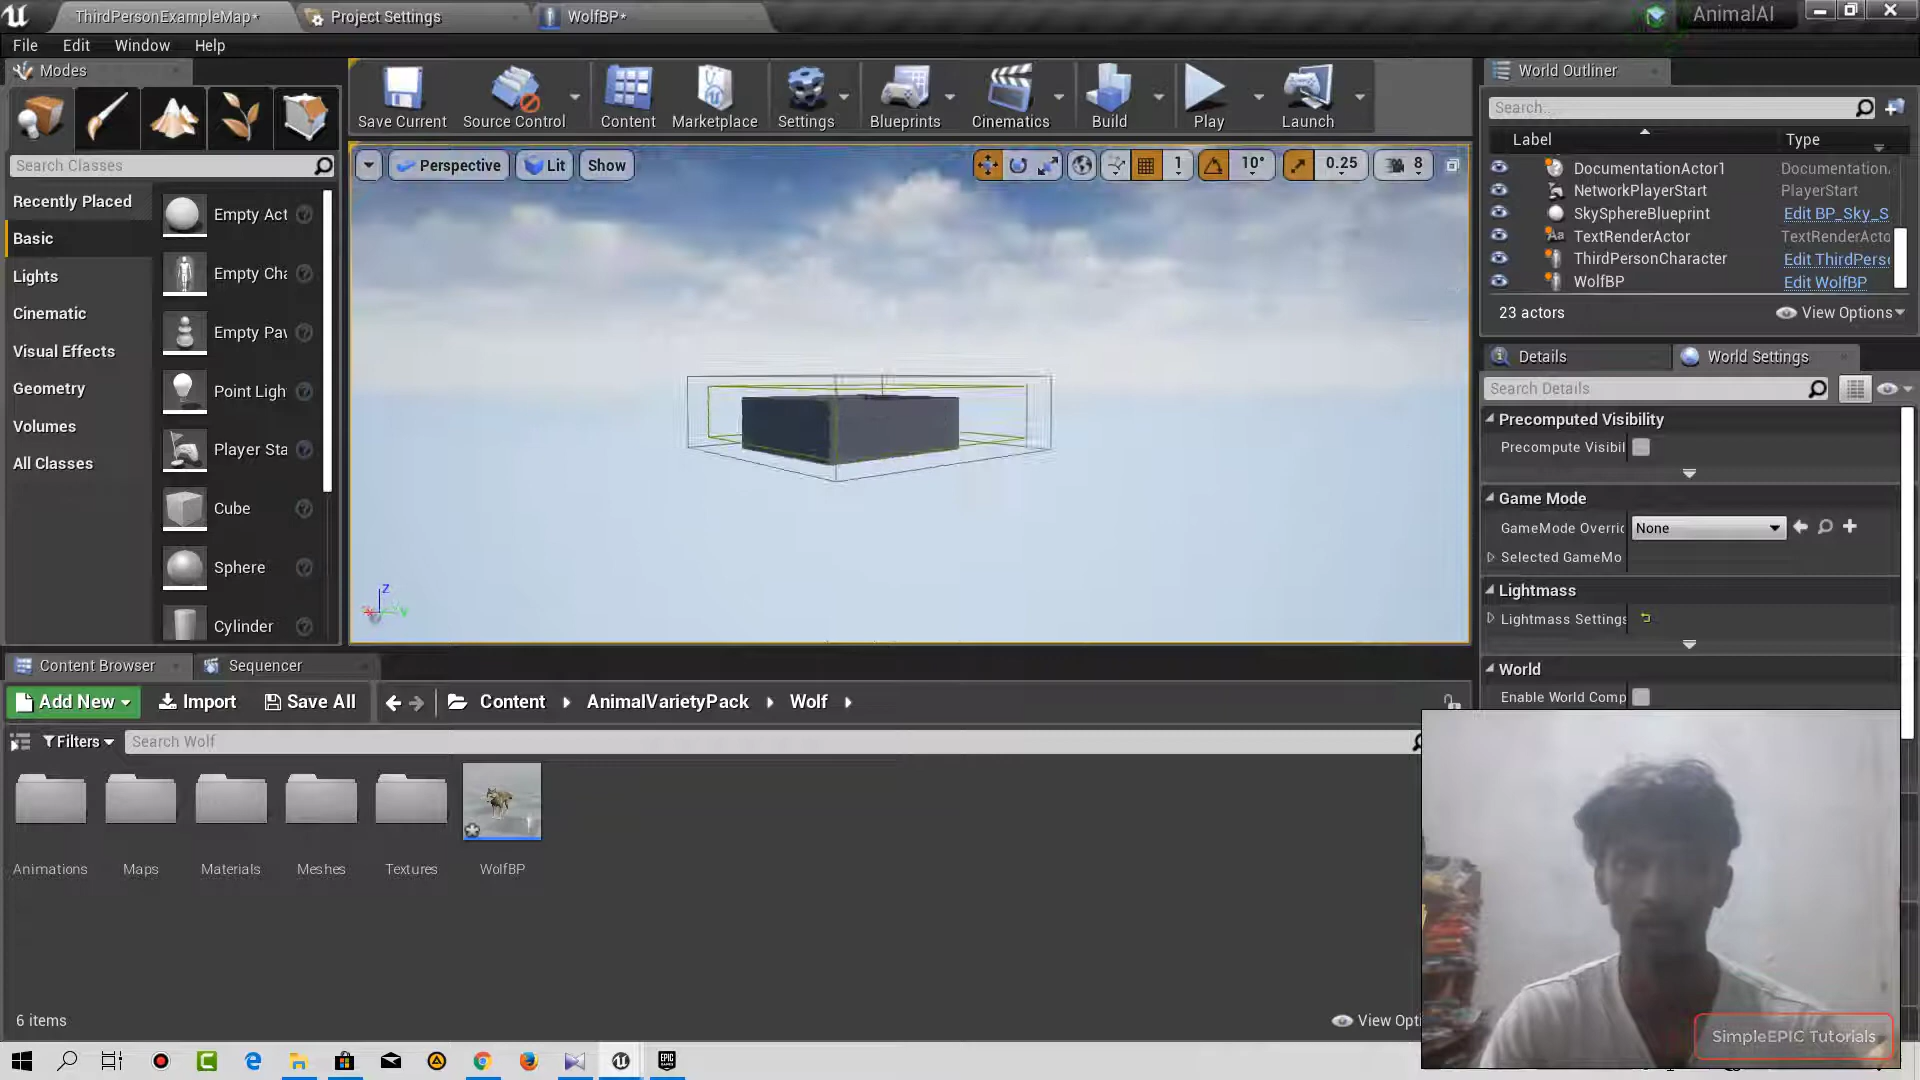 ThirdPersonExampleMap*
Project Settings
WolfBP*
AnimalAI
File Edit Window Help
Modes
Save Current
Source Control
Content
Marketplace
Settings
Blueprints
Cinematics
Build
Play
Launch
World Outliner
Search...
Label
Type
Search Classes
Perspective
Lit
Show
1
10°
0.25
8
DocumentationActor1
Documentation.
NetworkPlayerStart
PlayerStart
SkySphereBlueprint
Edit BP_Sky_S
TextRenderActor
TextRenderActo
ThirdPersonCharacter
Edit ThirdPerso
WolfBP
Edit WolfBP
23 actors
View Options
Recently Placed
Basic
Lights
Cinematic
Visual Effects
Geometry
Volumes
All Classes
Empty Act
Empty Cha
Empty Paw
Point Ligh
Player Sta
Cube
Sphere
Cylinder
Z
Details
World Settings
Search Details
Precomputed Visibility
Precompute Visibil
Game Mode
GameMode Overric
None
Selected GameMo
Lightmass
Lightmass Settings
World
Enable World Comp
Content Browser
Sequencer
Add New
Import
Save All
Content
AnimalVarietyPack
Wolf
Filters
Search Wolf
Animations
Maps
Materials
Meshes
Textures
WolfBP
6 items
View Opti
SimpleEPIC Tutorials
EPIC